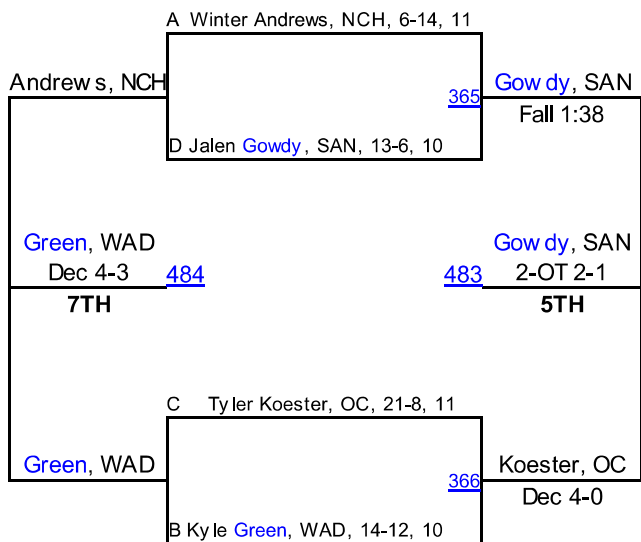 A Winter Andrews, NCH, 6-14, 11
Andrews, NCH
365
Gowdy, SAN
Fall 1:38
D Jalen Gowdy, SAN, 13-6, 10
Green, WAD
Dec 4-3
484
7TH
Gowdy, SAN
483
2-OT 2-1
5TH
C Tyler Koester, OC, 21-8, 11
Green, WAD
366
Koester, OC
Dec 4-0
B Kyle Green, WAD, 14-12, 10